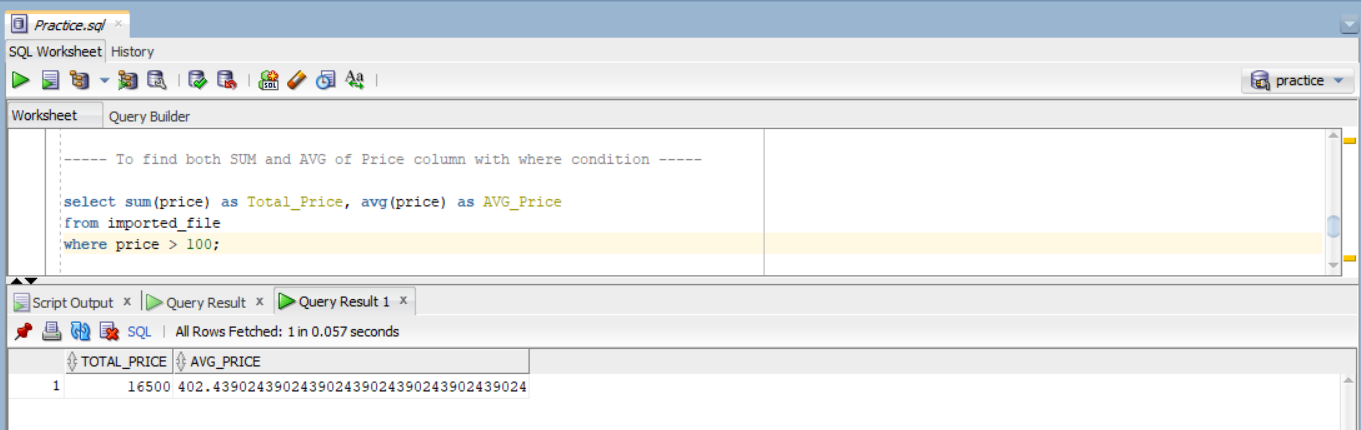 Practice.sql
SQL Worksheet History
practice
Worksheet Query Builder
----- To find both SUM and AVG of Price column with where condition -----
select sum(price) as Total_Price, avg(price) as AVG_Price
from imported_file
where price > 100;
Script Output x Query Result x Query Result 1 x
SQL | All Rows Fetched: 1 in 0.057 seconds
TOTAL_PRICE AVG_PRICE
1 16500 402.439024390243902439024390243902439024